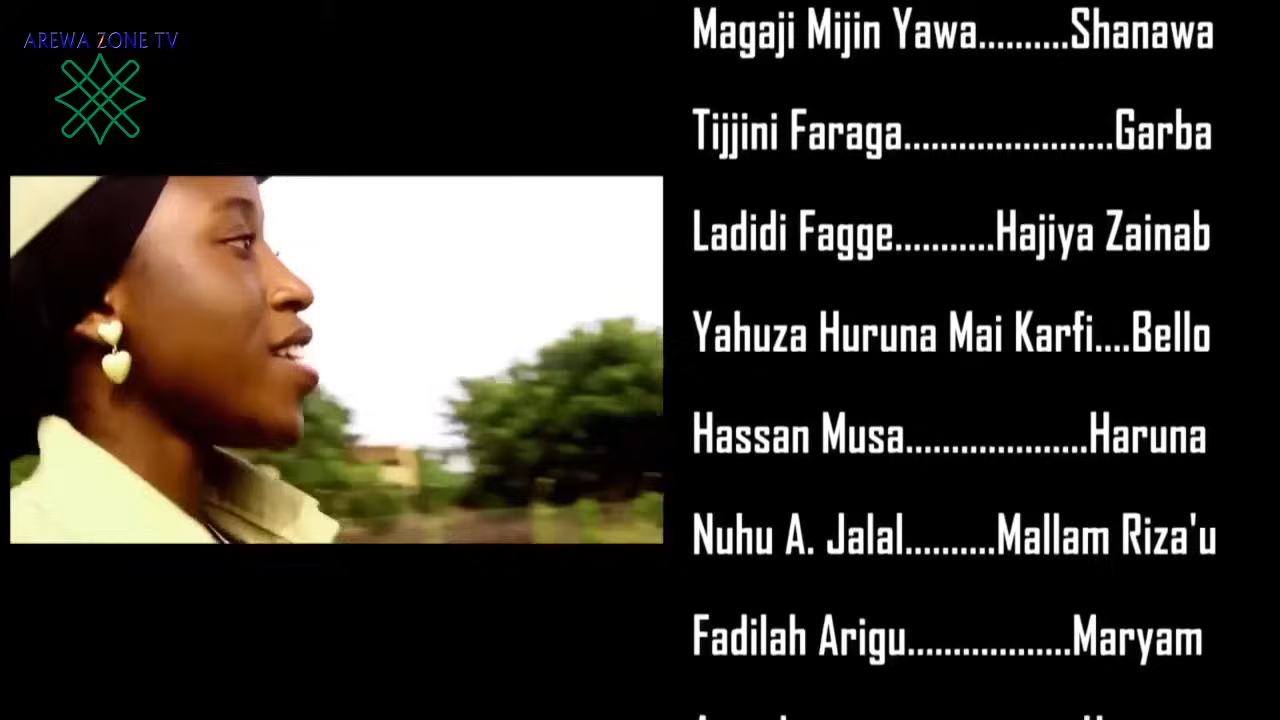 AREWA ZONE TV
Magaji Mijin Yawa..........Shanawa
Tijjini Faraga.......................Garba
Ladidi Fagge...........Hajiya Zainab
Yahuza Huruna Mai Karfi....Bello
Hassan Musa....................Haruna
Nuhu A. Jalal..........Mallam Riza'u
Fadilah Arigu..................Maryam